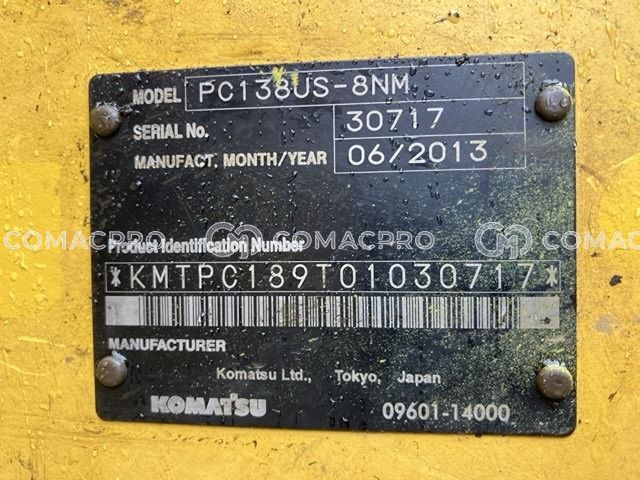 MODEL PC138US-8NM
SERIAL No. 30717
MANUFACT. MONTH/YEAR 06/2013
COMACPRO COMACPRO COMACPRO
Product Identification Number
*KMTPC189T01030717*
MANUFACTURER
Komatsu Ltd., Tokyo, Japan
KOMATSU 09601-14000